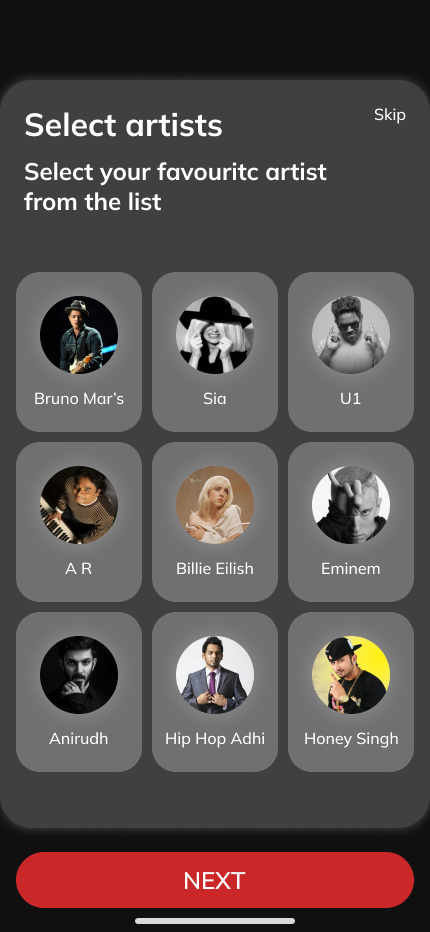 Select artists
Skip
Select your favouritc artist
from the list
Bruno Mar's
Sia
U1
A R
Billie Eilish
Eminem
Anirudh
Hip Hop Adhi
Honey Singh
NEXT